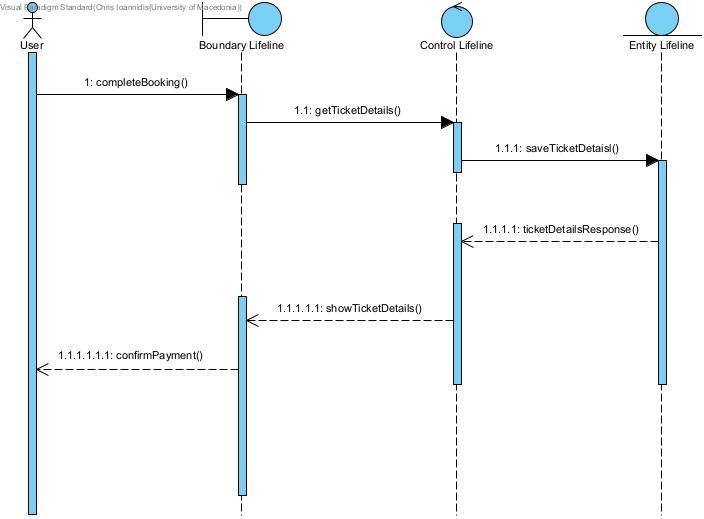 Visual Paradigm Standard(Chris Ioannidis(University of Macedonia))
User
Boundary Lifeline
Control Lifeline
Entity Lifeline
1: completeBooking()
1.1: getTicketDetails()
1.1.1: saveTicketDetaisl()
1.1.1.1: ticketDetailsResponse()
1.1.1.1.1: showTicketDetails()
1.1.1.1.1.1: confirmPayment()